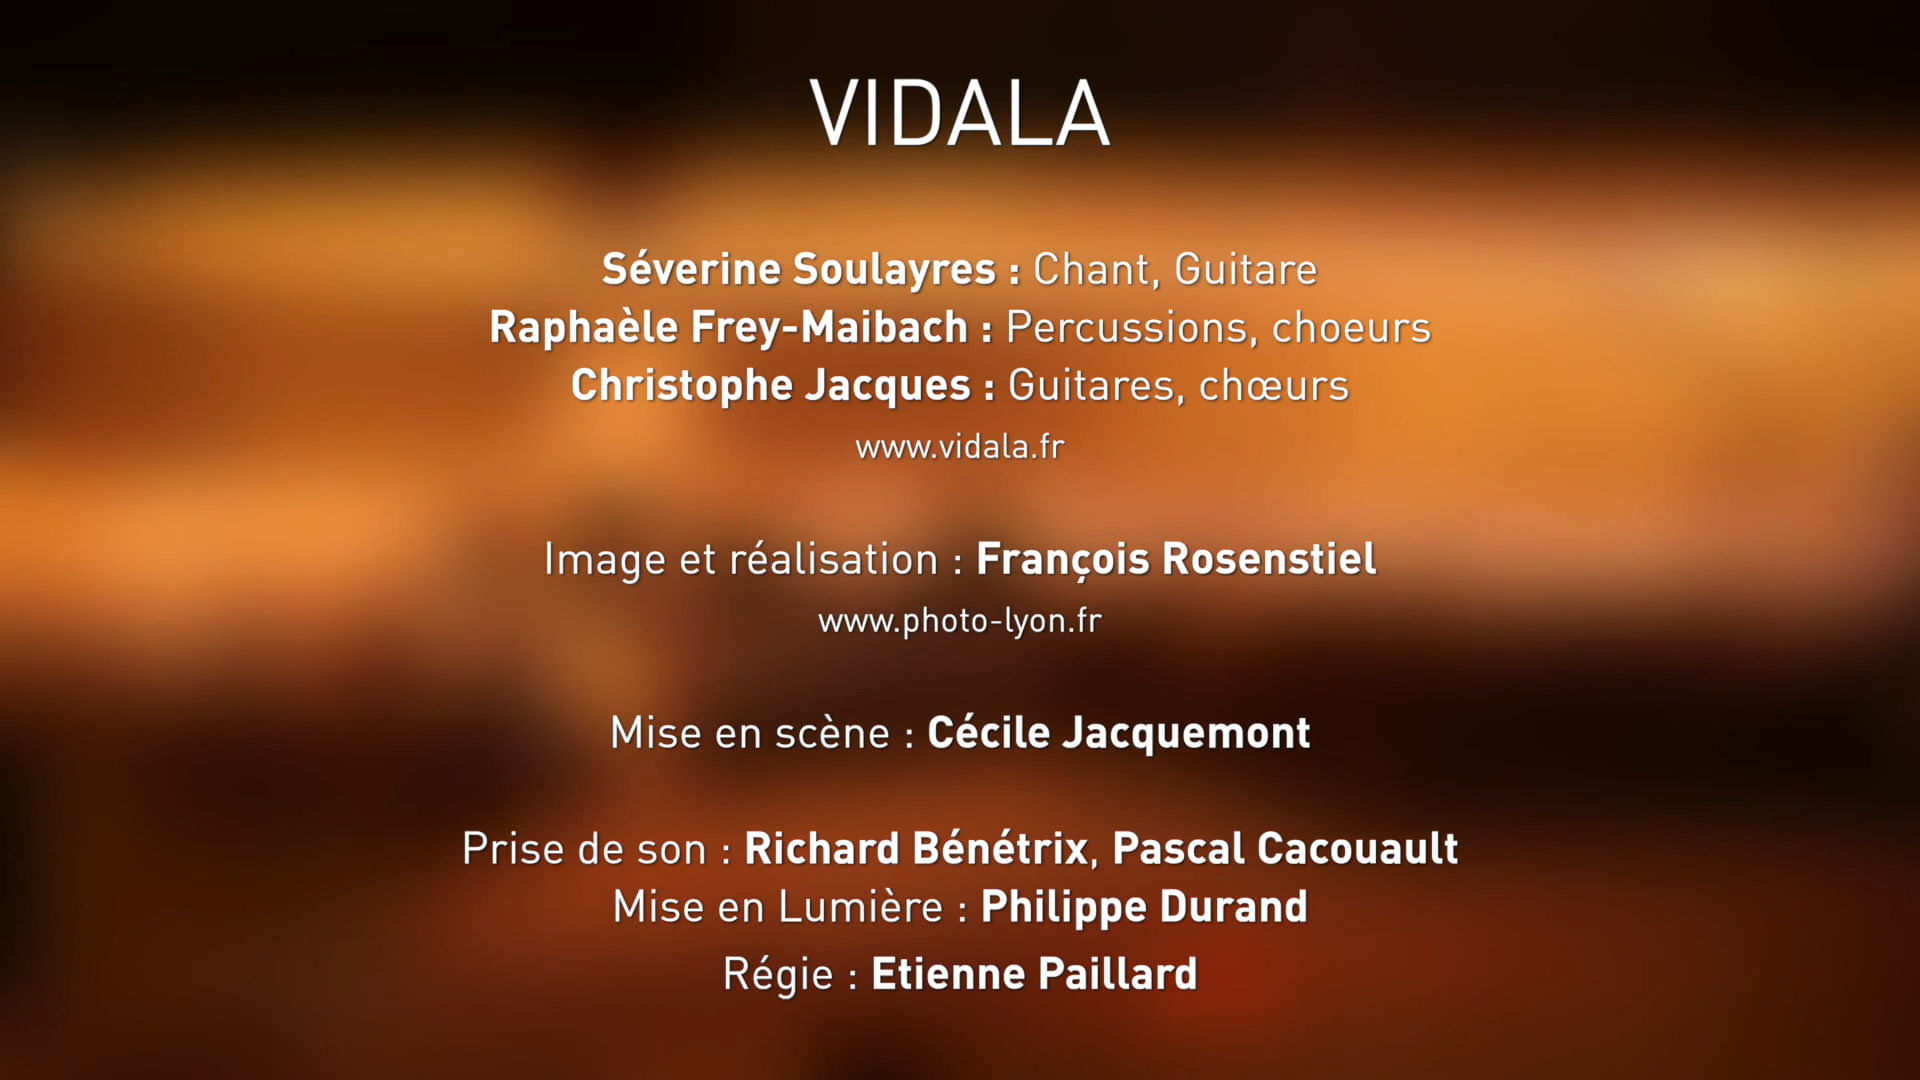 VIDALA
Séverine Soulayres : Chant, Guitare
Raphaèle Frey-Maibach : Percussions, choeurs
Christophe Jacques : Guitares, chœurs
www.vidala.fr
Image et réalisation : François Rosenstiel
www.photo-lyon.fr
Mise en scène : Cécile Jacquemont
Prise de son : Richard Bénétrix, Pascal Cacouault
Mise en Lumière : Philippe Durand
Régie : Etienne Paillard